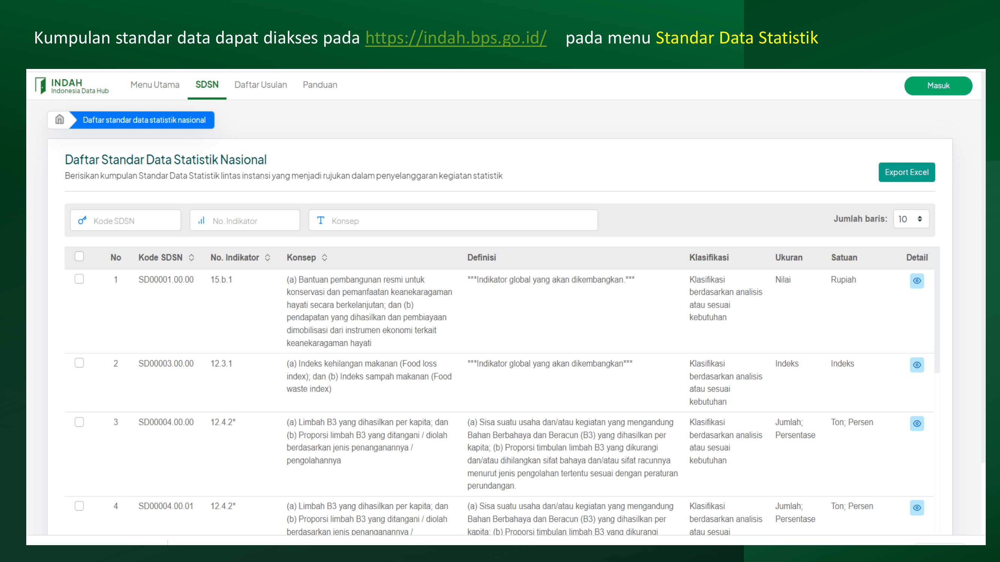 Kumpulan standar data dapat diakses pada https://indah.bps.go.id/ pada menu Standar Data Statistik
INDAH
Indonesia Data Hub
Menu Utama SDSN Daftar Usulan Panduan
Masuk
Daftar standar data statistik nasional
Daftar Standar Data Statistik Nasional
Berisikan kumpulan Standar Data Statistik lintas instansi yang menjadi rujukan dalam penyelanggaran kegiatan statistik
Export Excel
Kode SDSN No. Indikator Konsep Jumlah baris: 10
No Kode SDSN No. Indikator Konsep Definisi Klasifikasi Ukuran Satuan Detail
1 SD00001.00.00 15.b.1 (a) Bantuan pembangunan resmi untuk ***Indikator global yang akan dikembangkan.*** Klasifikasi Nilai Rupiah
konservasi dan pemanfaatan keanekaragaman berdasarkan analisis
hayati secara berkelanjutan; dan (b) atau sesuai
pendapatan yang dihasilkan dan pembiayaan kebutuhan
dimobilisasi dari instrumen ekonomi terkait
keanekaragaman hayati
2 SD00003.00.00 12.3.1 (a) Indeks kehilangan makanan (Food loss ***Indikator global yang akan dikembangkan*** Klasifikasi Indeks Indeks
index); dan (b) Indeks sampah makanan (Food berdasarkan analisis
waste index) atau sesuai
kebutuhan
3 SD00004.00.00 12.4.2* (a) Limbah B3 yang dihasilkan per kapita; dan (a) Sisa suatu usaha dan/atau kegiatan yang mengandung Klasifikasi Jumlah; Ton; Persen
(b) Proporsi limbah B3 yang ditangani / diolah Bahan Berbahaya dan Beracun (B3) yang dihasilkan per berdasarkan analisis Persentase
berdasarkan jenis penanganannya / kapita; (b) Proporsi timbulan limbah B3 yang dikurangi atau sesuai
pengolahannya dan/atau dihilangkan sifat bahaya dan/atau sifat racunnya kebutuhan
menurut jenis pengolahan tertentu sesuai dengan peraturan
perundangan.
4 SD00004.00.01 12.4.2* (a) Limbah B3 yang dihasilkan per kapita; dan (a) Sisa suatu usaha dan/atau kegiatan yang mengandung Klasifikasi Jumlah; Ton; Persen
(b) Proporsi limbah B3 yang ditangani / diolah Bahan Berbahaya dan Beracun (B3) yang dihasilkan per berdasarkan analisis Persentase
berdasarkan jenis penanganannya / kapita; (b) Proporsi timbulan limbah B3 yang dikurangi atau sesuai